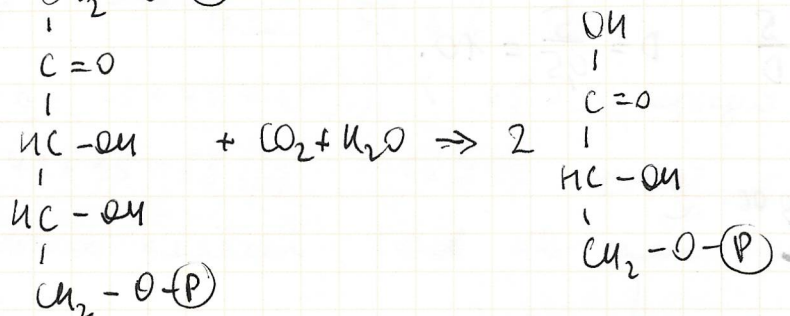 OH
C=O
C=O
HC-OH + CO2+H2O => 2
HC-OH
HC-OH
CH2-O-P
CH2-O-P